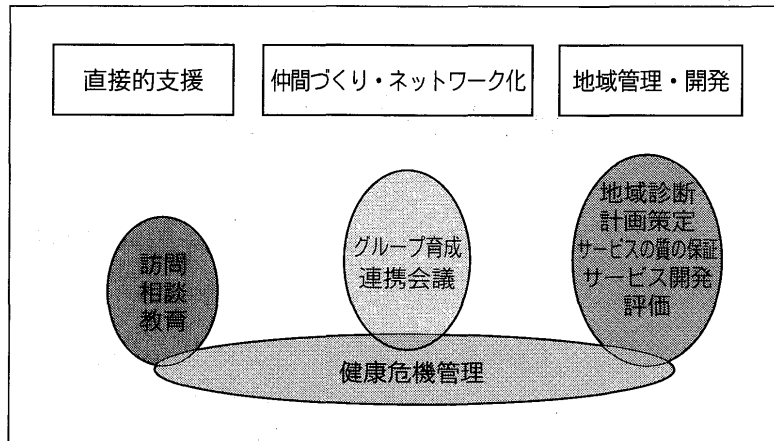 直接的支援
仲間づくり・ネットワーク化
地域管理・開発
訪問
相談
教育
グループ育成
連携会議
地域診断
計画策定
サービスの質の保証
サービス開発
評価
健康危機管理